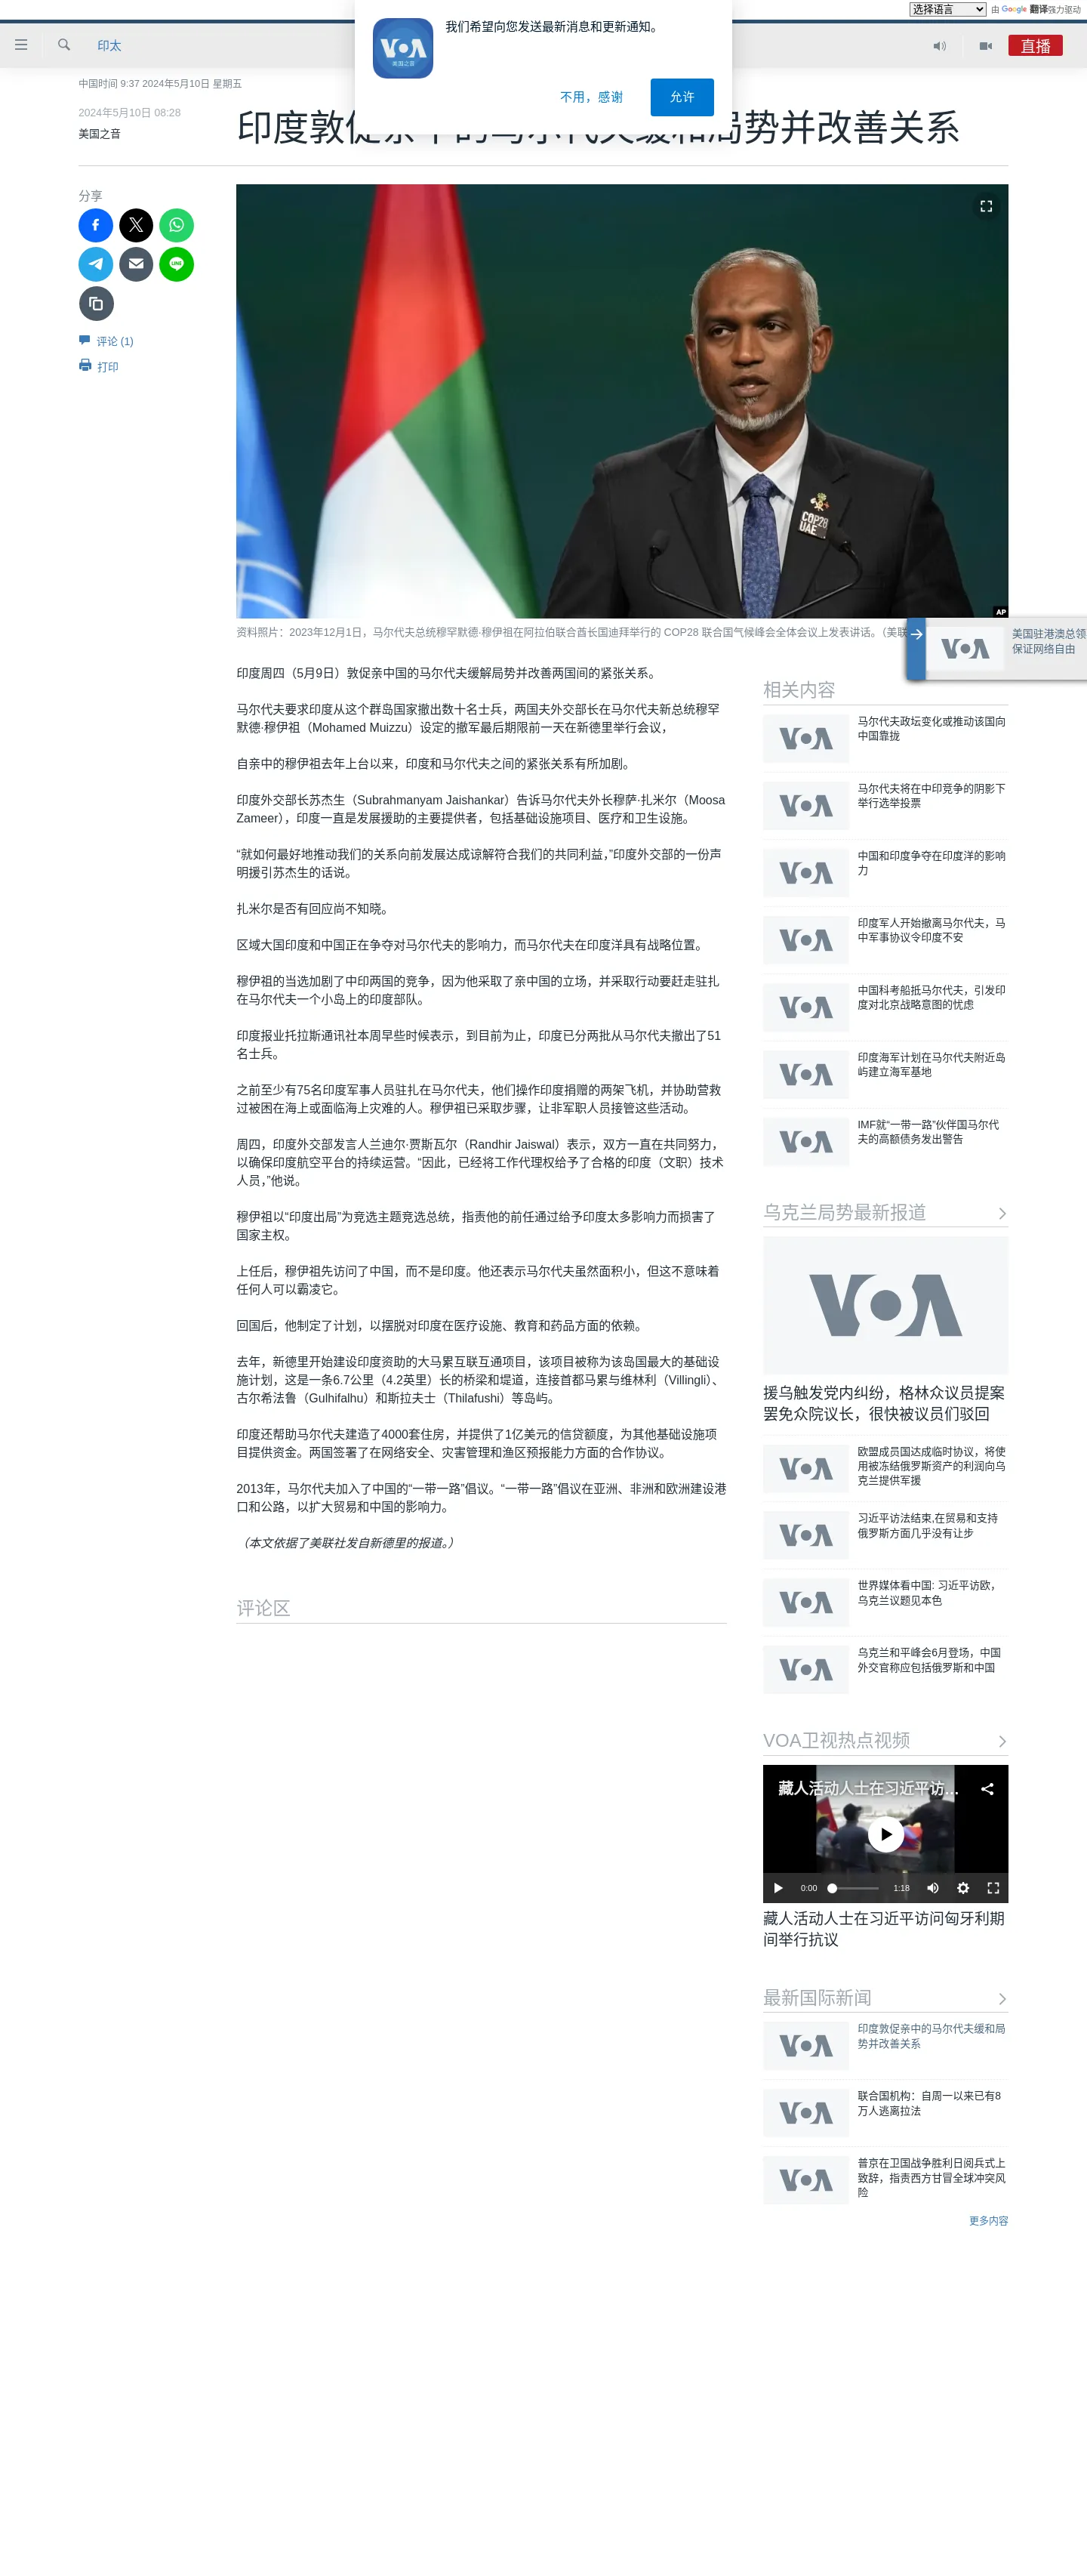 选择语言
由 Google 翻译强力驱动
我们希望向您发送最新消息和更新通知。
VOA
美国之音
不用，感谢
允许
印太
直播
中国时间 9:37 2024年5月10日 星期五
2024年5月10日 08:28
美国之音
印度敦促亲中的马尔代夫缓和局势并改善关系
分享
评论 (1)
打印
COP28
UAE
AP
资料照片：2023年12月1日，马尔代夫总统穆罕默德·穆伊祖在阿拉伯联合酋长国迪拜举行的 COP28 联合国气候峰会全体会议上发表讲话。（美联
美国驻港澳总领
保证网络自由
印度周四（5月9日）敦促亲中国的马尔代夫缓解局势并改善两国间的紧张关系。
马尔代夫要求印度从这个群岛国家撤出数十名士兵，两国外交部长在马尔代夫新总统穆罕
默德·穆伊祖（Mohamed Muizzu）设定的撤军最后期限前一天在新德里举行会议，
自亲中的穆伊祖去年上台以来，印度和马尔代夫之间的紧张关系有所加剧。
印度外交部长苏杰生（Subrahmanyam Jaishankar）告诉马尔代夫外长穆萨·扎米尔（Moosa
Zameer），印度一直是发展援助的主要提供者，包括基础设施项目、医疗和卫生设施。
“就如何最好地推动我们的关系向前发展达成谅解符合我们的共同利益，”印度外交部的一份声
明援引苏杰生的话说。
扎米尔是否有回应尚不知晓。
区域大国印度和中国正在争夺对马尔代夫的影响力，而马尔代夫在印度洋具有战略位置。
穆伊祖的当选加剧了中印两国的竞争，因为他采取了亲中国的立场，并采取行动要赶走驻扎
在马尔代夫一个小岛上的印度部队。
印度报业托拉斯通讯社本周早些时候表示，到目前为止，印度已分两批从马尔代夫撤出了51
名士兵。
之前至少有75名印度军事人员驻扎在马尔代夫，他们操作印度捐赠的两架飞机，并协助营救
过被困在海上或面临海上灾难的人。穆伊祖已采取步骤，让非军职人员接管这些活动。
周四，印度外交部发言人兰迪尔·贾斯瓦尔（Randhir Jaiswal）表示，双方一直在共同努力，
以确保印度航空平台的持续运营。“因此，已经将工作代理权给予了合格的印度（文职）技术
人员，”他说。
穆伊祖以“印度出局”为竞选主题竞选总统，指责他的前任通过给予印度太多影响力而损害了
国家主权。
上任后，穆伊祖先访问了中国，而不是印度。他还表示马尔代夫虽然面积小，但这不意味着
任何人可以霸凌它。
回国后，他制定了计划，以摆脱对印度在医疗设施、教育和药品方面的依赖。
去年，新德里开始建设印度资助的大马累互联互通项目，该项目被称为该岛国最大的基础设
施计划，这是一条6.7公里（4.2英里）长的桥梁和堤道，连接首都马累与维林利（Villingli）、
古尔希法鲁（Gulhifalhu）和斯拉夫士（Thilafushi）等岛屿。
印度还帮助马尔代夫建造了4000套住房，并提供了1亿美元的信贷额度，为其他基础设施项
目提供资金。两国签署了在网络安全、灾害管理和渔区预报能力方面的合作协议。
2013年，马尔代夫加入了中国的“一带一路”倡议。“一带一路”倡议在亚洲、非洲和欧洲建设港
口和公路，以扩大贸易和中国的影响力。
（本文依据了美联社发自新德里的报道。）
评论区
相关内容
VOA
马尔代夫政坛变化或推动该国向
中国靠拢
VOA
马尔代夫将在中印竞争的阴影下
举行选举投票
VOA
中国和印度争夺在印度洋的影响
力
VOA
印度军人开始撤离马尔代夫，马
中军事协议令印度不安
VOA
中国科考船抵马尔代夫，引发印
度对北京战略意图的忧虑
VOA
印度海军计划在马尔代夫附近岛
屿建立海军基地
VOA
IMF就“一带一路”伙伴国马尔代
夫的高额债务发出警告
乌克兰局势最新报道
VOA
援乌触发党内纠纷，格林众议员提案
罢免众院议长，很快被议员们驳回
VOA
欧盟成员国达成临时协议，将使
用被冻结俄罗斯资产的利润向乌
克兰提供军援
VOA
习近平访法结束,在贸易和支持
俄罗斯方面几乎没有让步
VOA
世界媒体看中国: 习近平访欧，
乌克兰议题见本色
VOA
乌克兰和平峰会6月登场，中国
外交官称应包括俄罗斯和中国
VOA卫视热点视频
藏人活动人士在习近平访…
0:00
1:18
藏人活动人士在习近平访问匈牙利期
间举行抗议
最新国际新闻
VOA
印度敦促亲中的马尔代夫缓和局
势并改善关系
VOA
联合国机构：自周一以来已有8
万人逃离拉法
VOA
普京在卫国战争胜利日阅兵式上
致辞，指责西方甘冒全球冲突风
险
更多内容